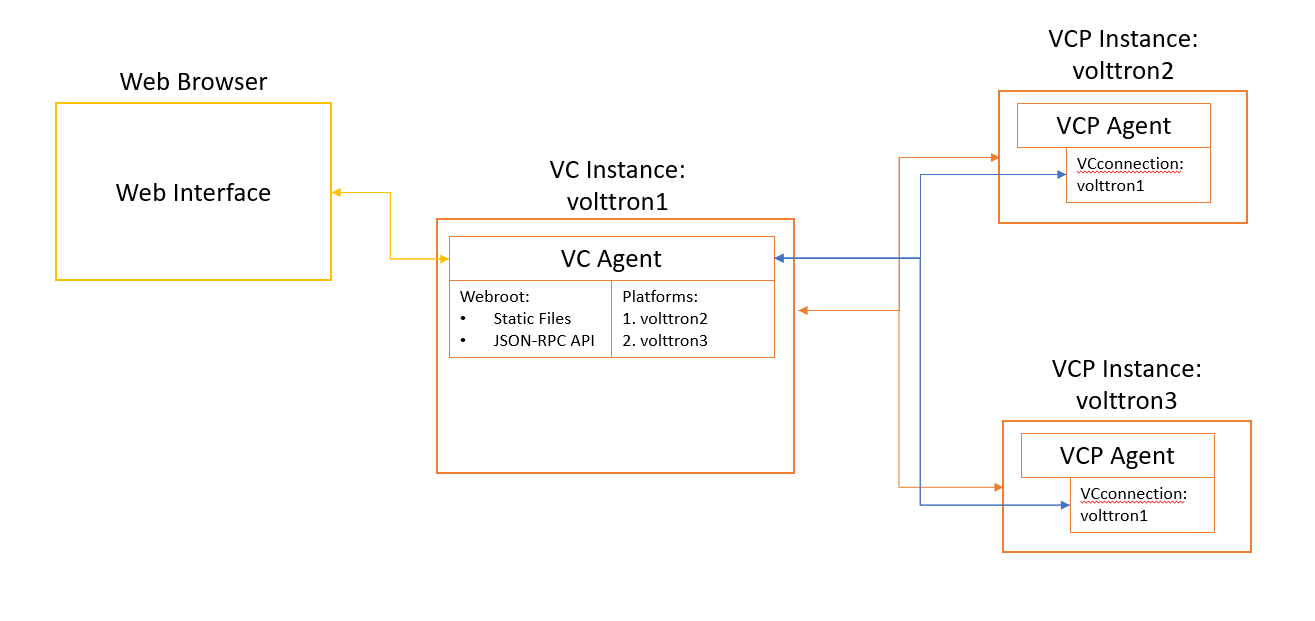 Web Browser
Web Interface
VC Instance:
volttron1
VC Agent
Webroot:
• Static Files
• JSON-RPC API
Platforms:
1. volttron2
2. volttron3
VCP Instance:
volttron2
VCP Agent
VCconnection:
volttron1
VCP Instance:
volttron3
VCP Agent
VCconnection:
volttron1